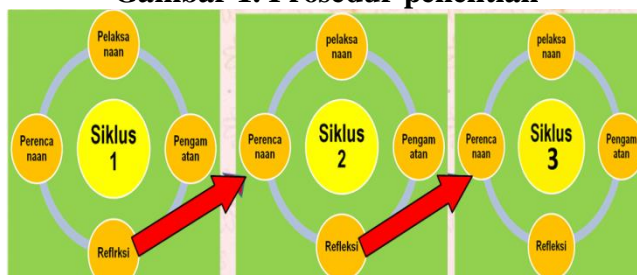 Gambar 1. Prosedur penelitian
Pelaksa
naan
Perenca
naan
Siklus
1
Pengam
atan
Reflrksi
pelaksa
naan
Perenca
naan
Siklus
2
Pengam
atan
Refleksi
pelaksa
naan
Perenca
naan
Siklus
3
Pengam
atan
Refleksi